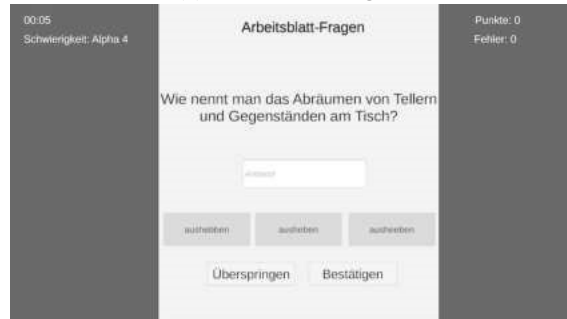 00:05
Schwierigkeit: Alpha 4
Arbeitsblatt-Fragen
Punkte: 0
Fehler: 0
Wie nennt man das Abräumen von Tellern
und Gegenständen am Tisch?
ausheben
Überspringen Bestätigen